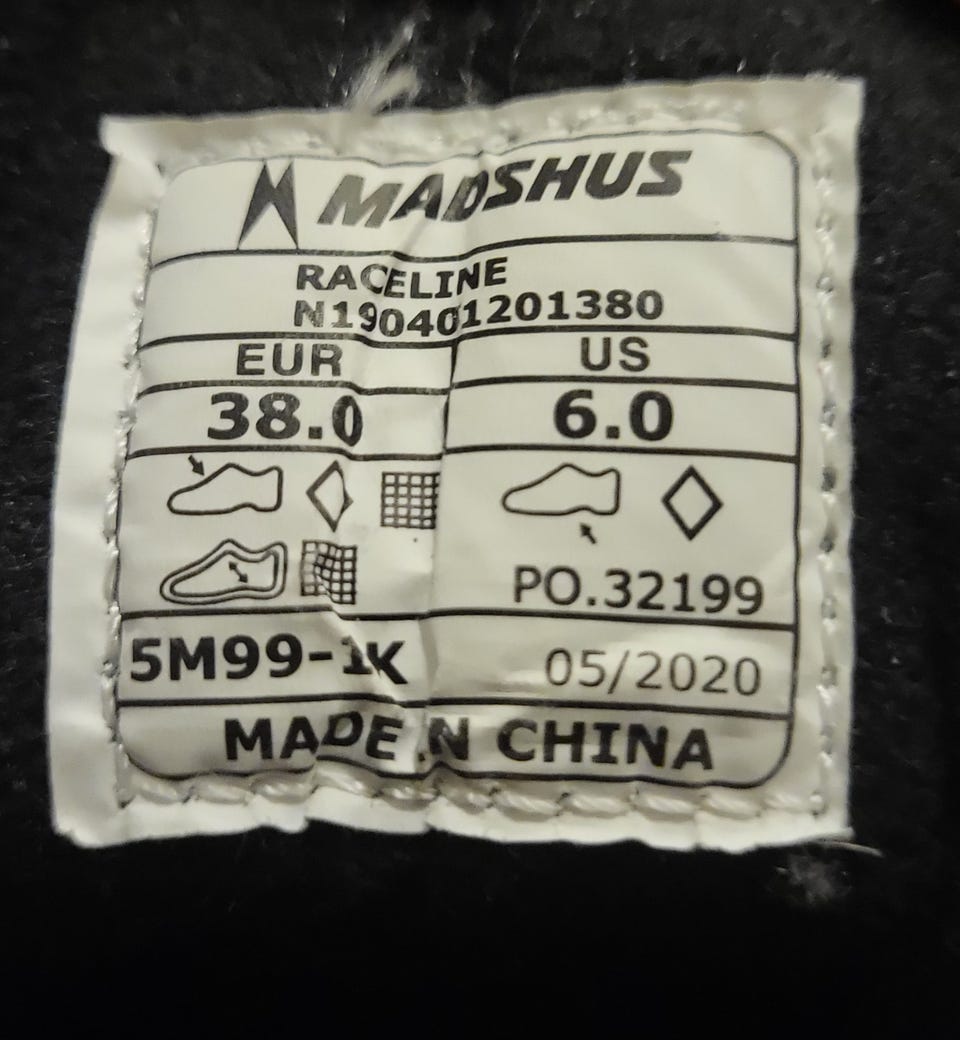 MADSHUS
RACELINE
N190401201380
EUR US
38.0 6.0
PO.32199
5M99-1K 05/2020
MADE IN CHINA